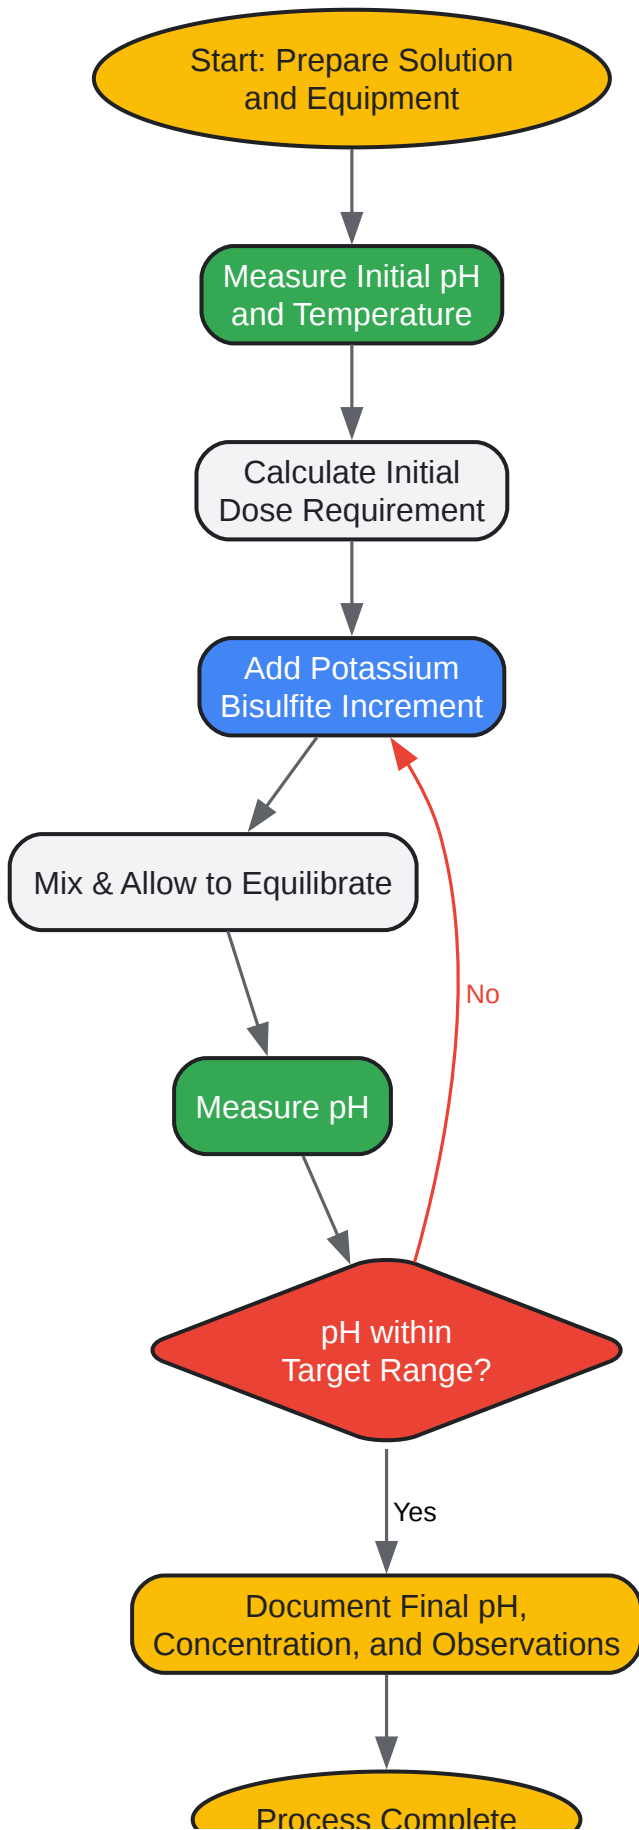 Start: Prepare Solution
and Equipment
Measure Initial pH
and Temperature
Calculate Initial
Dose Requirement
Add Potassium
Bisulfite Increment
Mix & Allow to Equilibrate
No
Measure pH
pH within
Target Range?
Yes
Document Final pH,
Concentration, and Observations
Process Complete